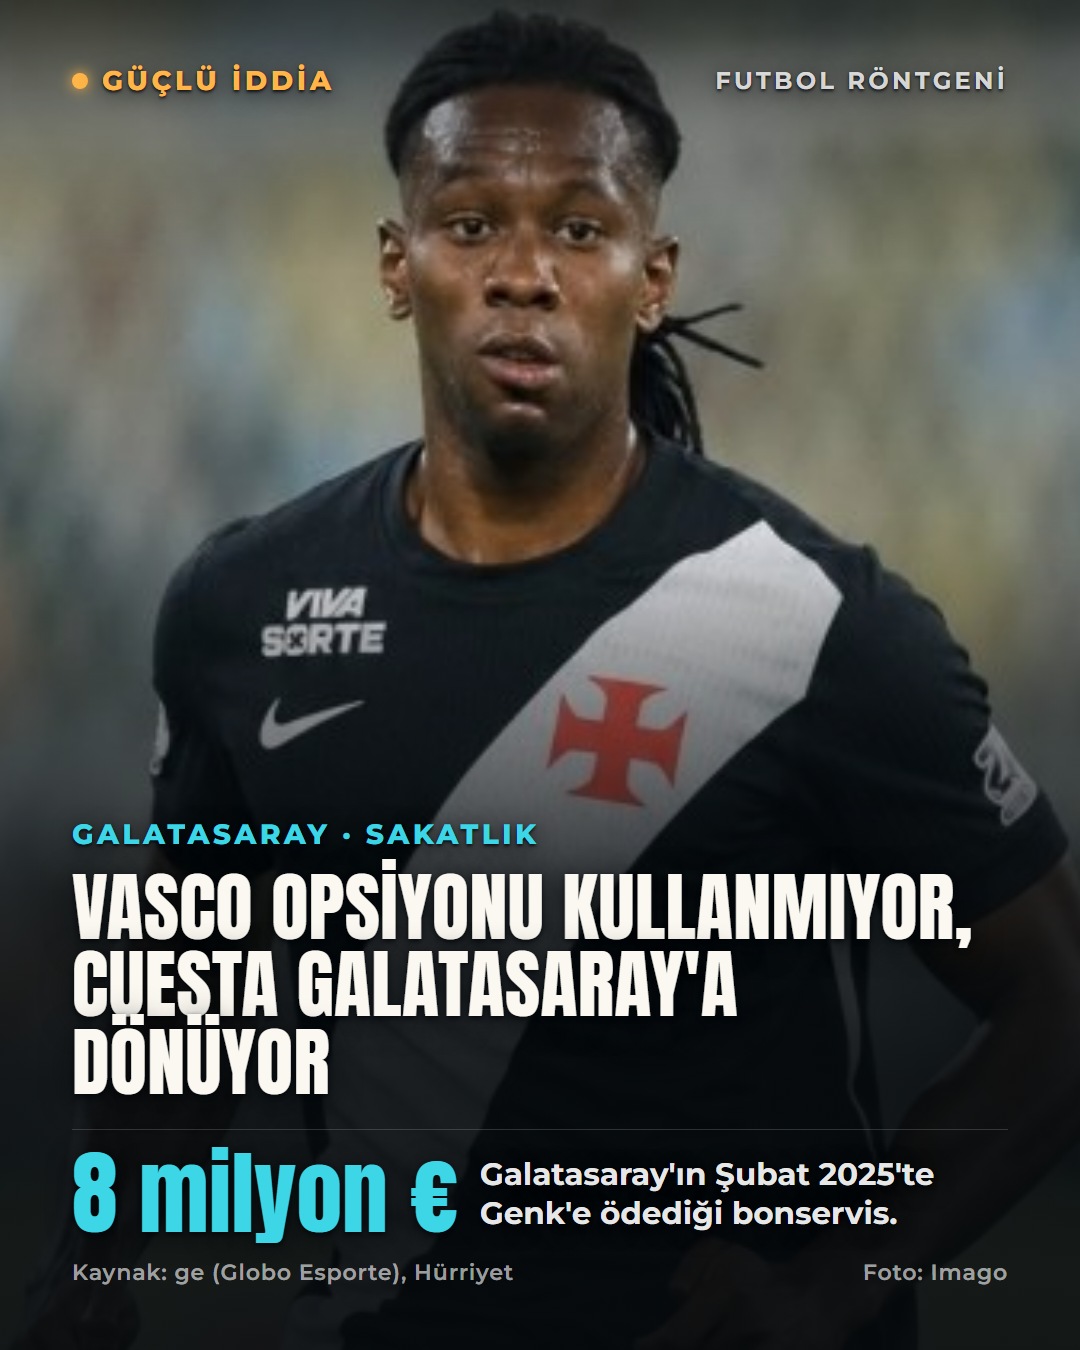 GÜÇLÜ İDDİA
FUTBOL RÖNTGENİ
VIVA
SORTE
GALATASARAY · SAKATLIK
VASCO OPSİYONU KULLANMIYOR,
CUESTA GALATASARAY'A
DÖNÜYOR
8 milyon €
Galatasaray'ın Şubat 2025'te
Genk'e ödediği bonservis.
Kaynak: ge (Globo Esporte), Hürriyet
Foto: Imago